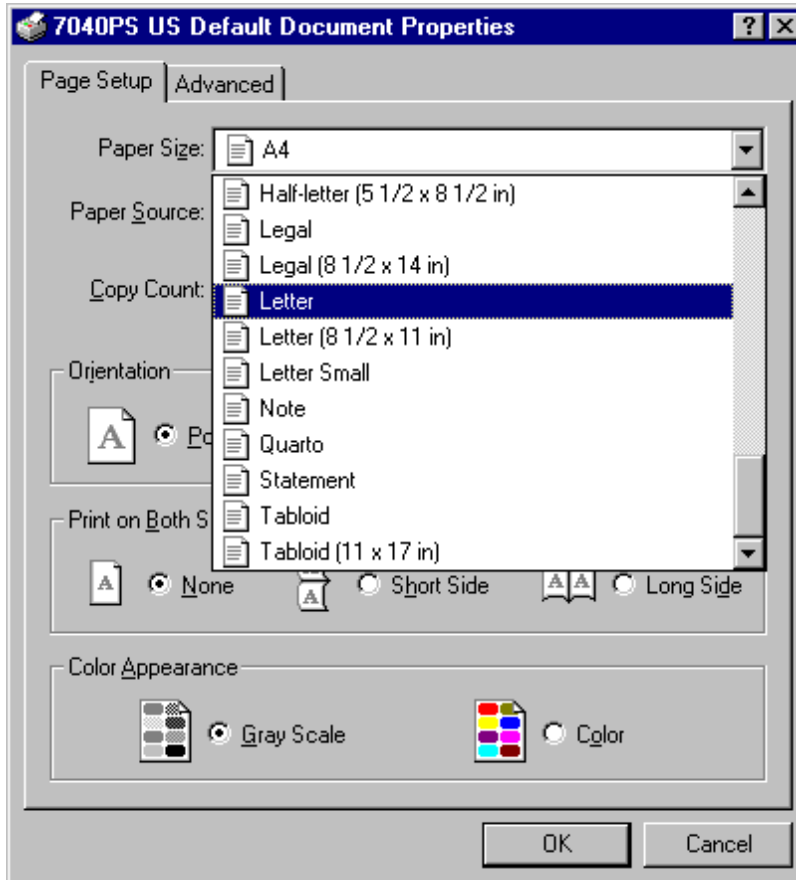 7040PS US Default Document Properties
Page Setup Advanced
Paper Size: A4
Half-letter (5 1/2 x 8 1/2 in)
Paper Source:
Legal
Legal (8 1/2 x 14 in)
Copy Count:
Letter
Letter (8 1/2 x 11 in)
Letter Small
Orientation
Note
A
Quarto
Statement
Print on Both S
Tabloid
Tabloid (11 x 17 in)
A None A Short Side A A Long Side
Color Appearance
Gray Scale Color
OK Cancel